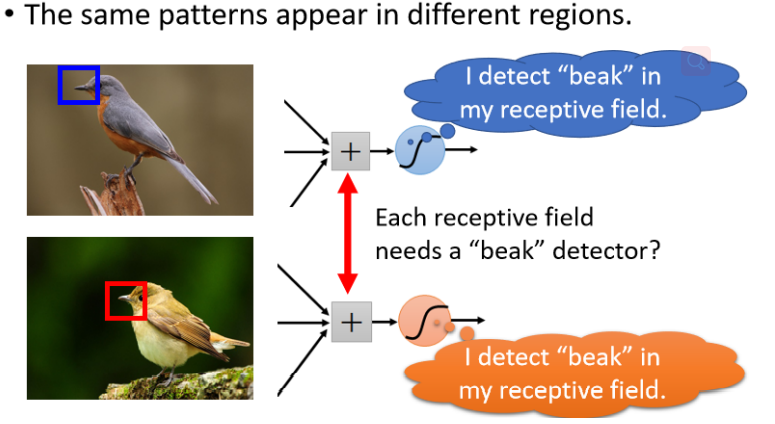 • The same patterns appear in different regions.
I detect “beak” in
my receptive field.
+
Each receptive field
needs a “beak” detector?
+
I detect “beak” in
my receptive field.